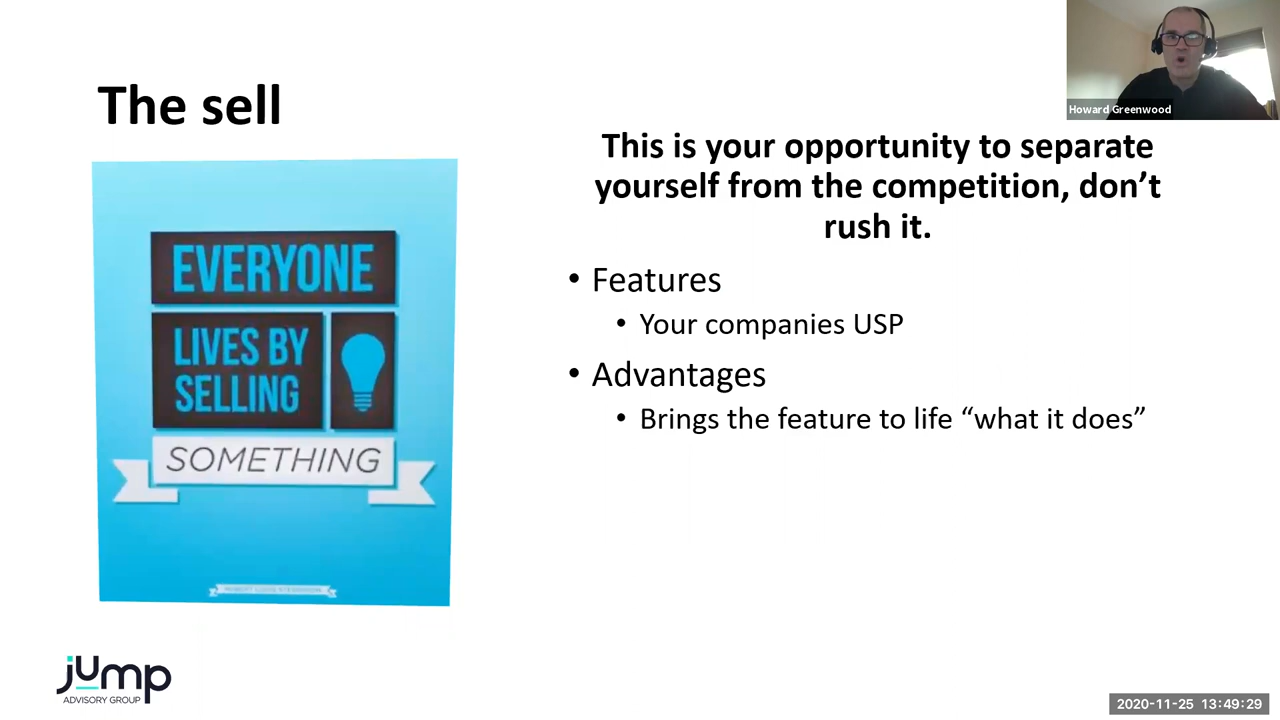 Howard Greenwood
The sell
This is your opportunity to separate
yourself from the competition, don’t
rush it.
• Features
• Your companies USP
• Advantages
• Brings the feature to life “what it does”
EVERYONE
LIVES BY
SELLING
SOMETHING
jump
ADVISORY GROUP
2020-11-25 13:49:29